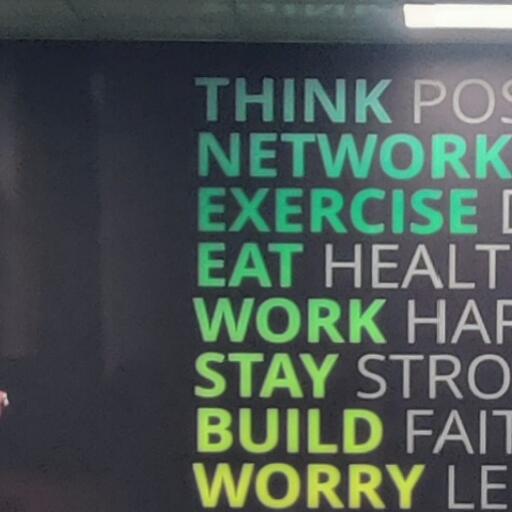 THINK POS
NETWORK
EXERCISE D
EAT HEALT
WORK HAR
STAY STRO
BUILD FAIT
WORRY LE